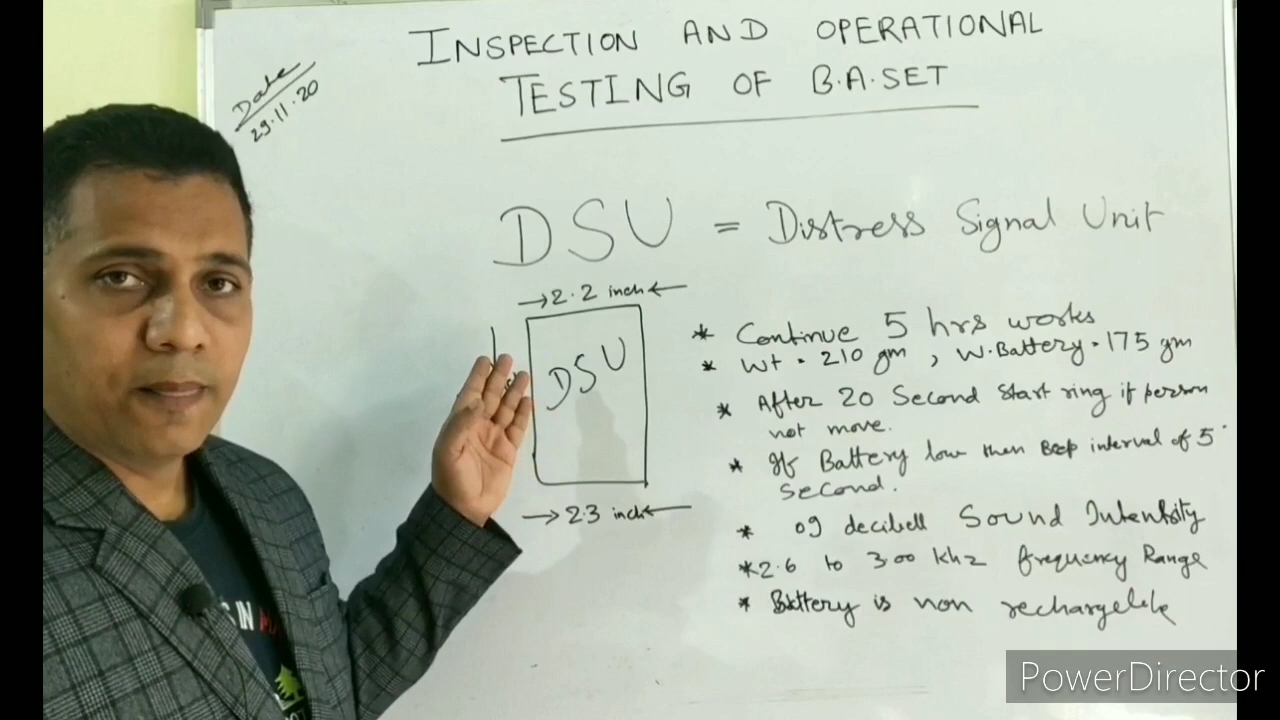 INSPECTION AND OPERATIONAL
TESTING OF B.A.SET
Date
29.11.20
DSU = Distress Signal Unit
2.2 inch
DSU
2.3 inch
* Continue 5 hrs works
* Wt = 210 gm, W.Battery = 175 gm
* After 20 Second Start ring if person
not move.
* If Battery low then Beep interval of 5
Second.
* 09 decibell Sound Intensity
* 2.6 to 3.00 khz frequency Range
* Battery is non
IN
PowerDirector